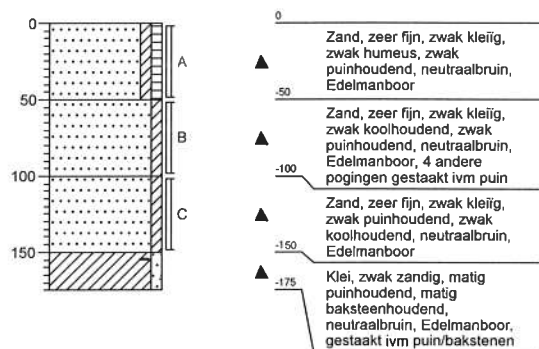 0
50
100
150
A
B
C
0
Zand, zeer fijn, zwak kleiïg,
zwak humeus, zwak
puinhoudend, neutraalbruin,
Edelmanboor
-50
Zand, zeer fijn, zwak kleiïg,
zwak koolhoudend, zwak
puinhoudend, neutraalbruin,
Edelmanboor, 4 andere
pogingen gestaakt ivm puin
-100
Zand, zeer fijn, zwak kleiïg,
zwak puinhoudend, zwak
koolhoudend, neutraalbruin,
Edelmanboor
-150
Klei, zwak zandig, matig
puinhoudend, matig
baksteenhoudend,
neutraalbruin, Edelmanboor,
gestaakt ivm puin/bakstenen
-175